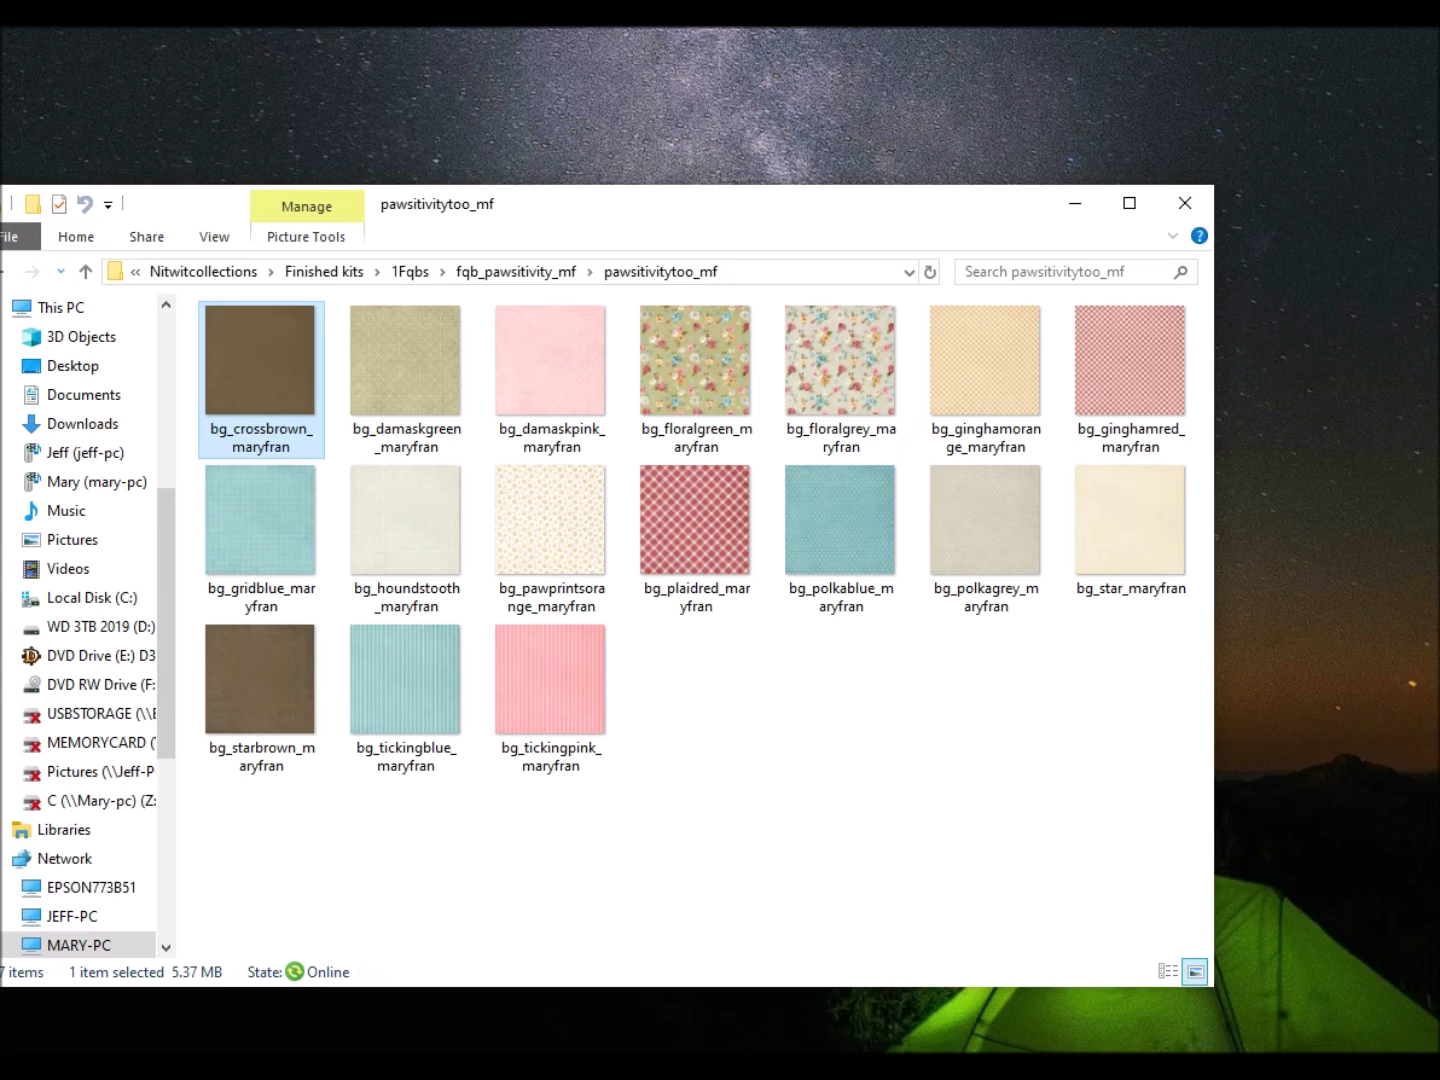 Manage
pawsitivitytoo_mf
File
Home
Share
View
Picture Tools
« Nitwitcollections › Finished kits › 1Fqbs › fqb_pawsitivity_mf › pawsitivitytoo_mf
Search pawsitivitytoo_mf
This PC
3D Objects
Desktop
Documents
Downloads
Jeff (jeff-pc)
Mary (mary-pc)
Music
Pictures
Videos
Local Disk (C:)
WD 3TB 2019 (D:)
DVD Drive (E:) D3
DVD RW Drive (F:
USBSTORAGE (\\E
MEMORYCARD (
Pictures (\\Jeff-P
C (\\Mary-pc) (Z:
Libraries
Network
EPSON773B51
JEFF-PC
MARY-PC
bg_crossbrown_
maryfran
bg_damaskgreen
_maryfran
bg_damaskpink_
maryfran
bg_floralgreen_m
aryfran
bg_floralgrey_ma
ryfran
bg_ginghamoran
ge_maryfran
bg_ginghamred_
maryfran
bg_gridblue_mar
yfran
bg_houndstooth
_maryfran
bg_pawprintsora
nge_maryfran
bg_plaidred_mar
yfran
bg_polkablue_m
aryfran
bg_polkagrey_m
aryfran
bg_star_maryfran
bg_starbrown_m
aryfran
bg_tickingblue_
maryfran
bg_tickingpink_
maryfran
7 items 1 item selected 5.37 MB State: Online